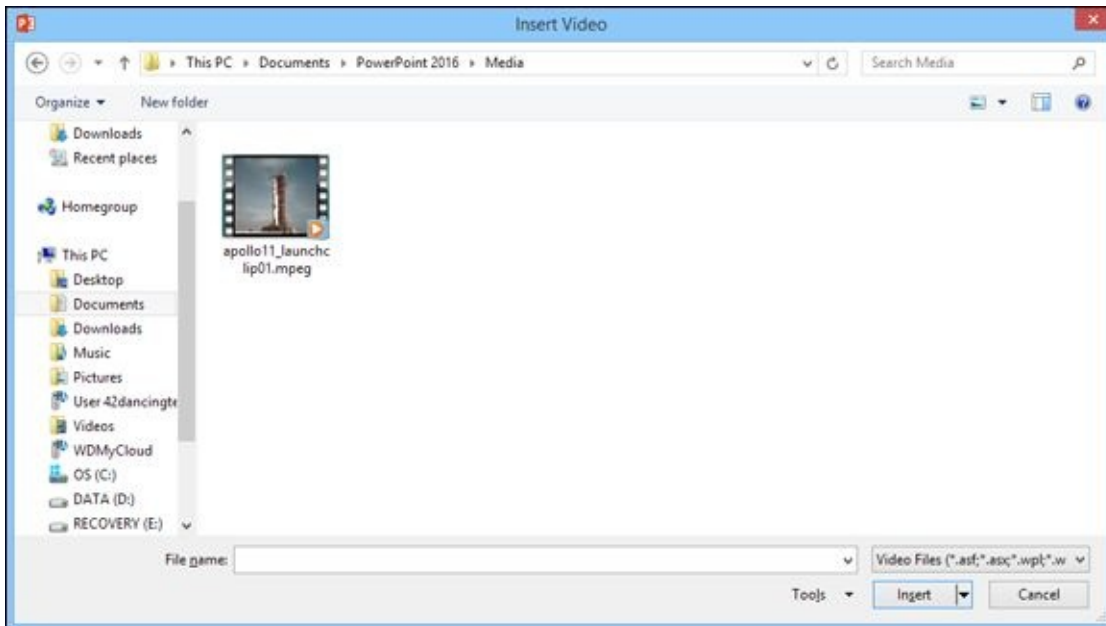 Insert Video
This PC Documents PowerPoint 2016 Media
Search Media
Organize New folder
Downloads
Recent places
Homegroup
This PC
Desktop
Documents
Downloads
Music
Pictures
User 42dancingte
Videos
WDMyCloud
OS (C:)
DATA (D:)
RECOVERY (E:)
apollo11_launchc
lip01.mpeg
File name:
Video Files (*.asf;*.asx;*.wpl;*.w
Tools Insert Cancel